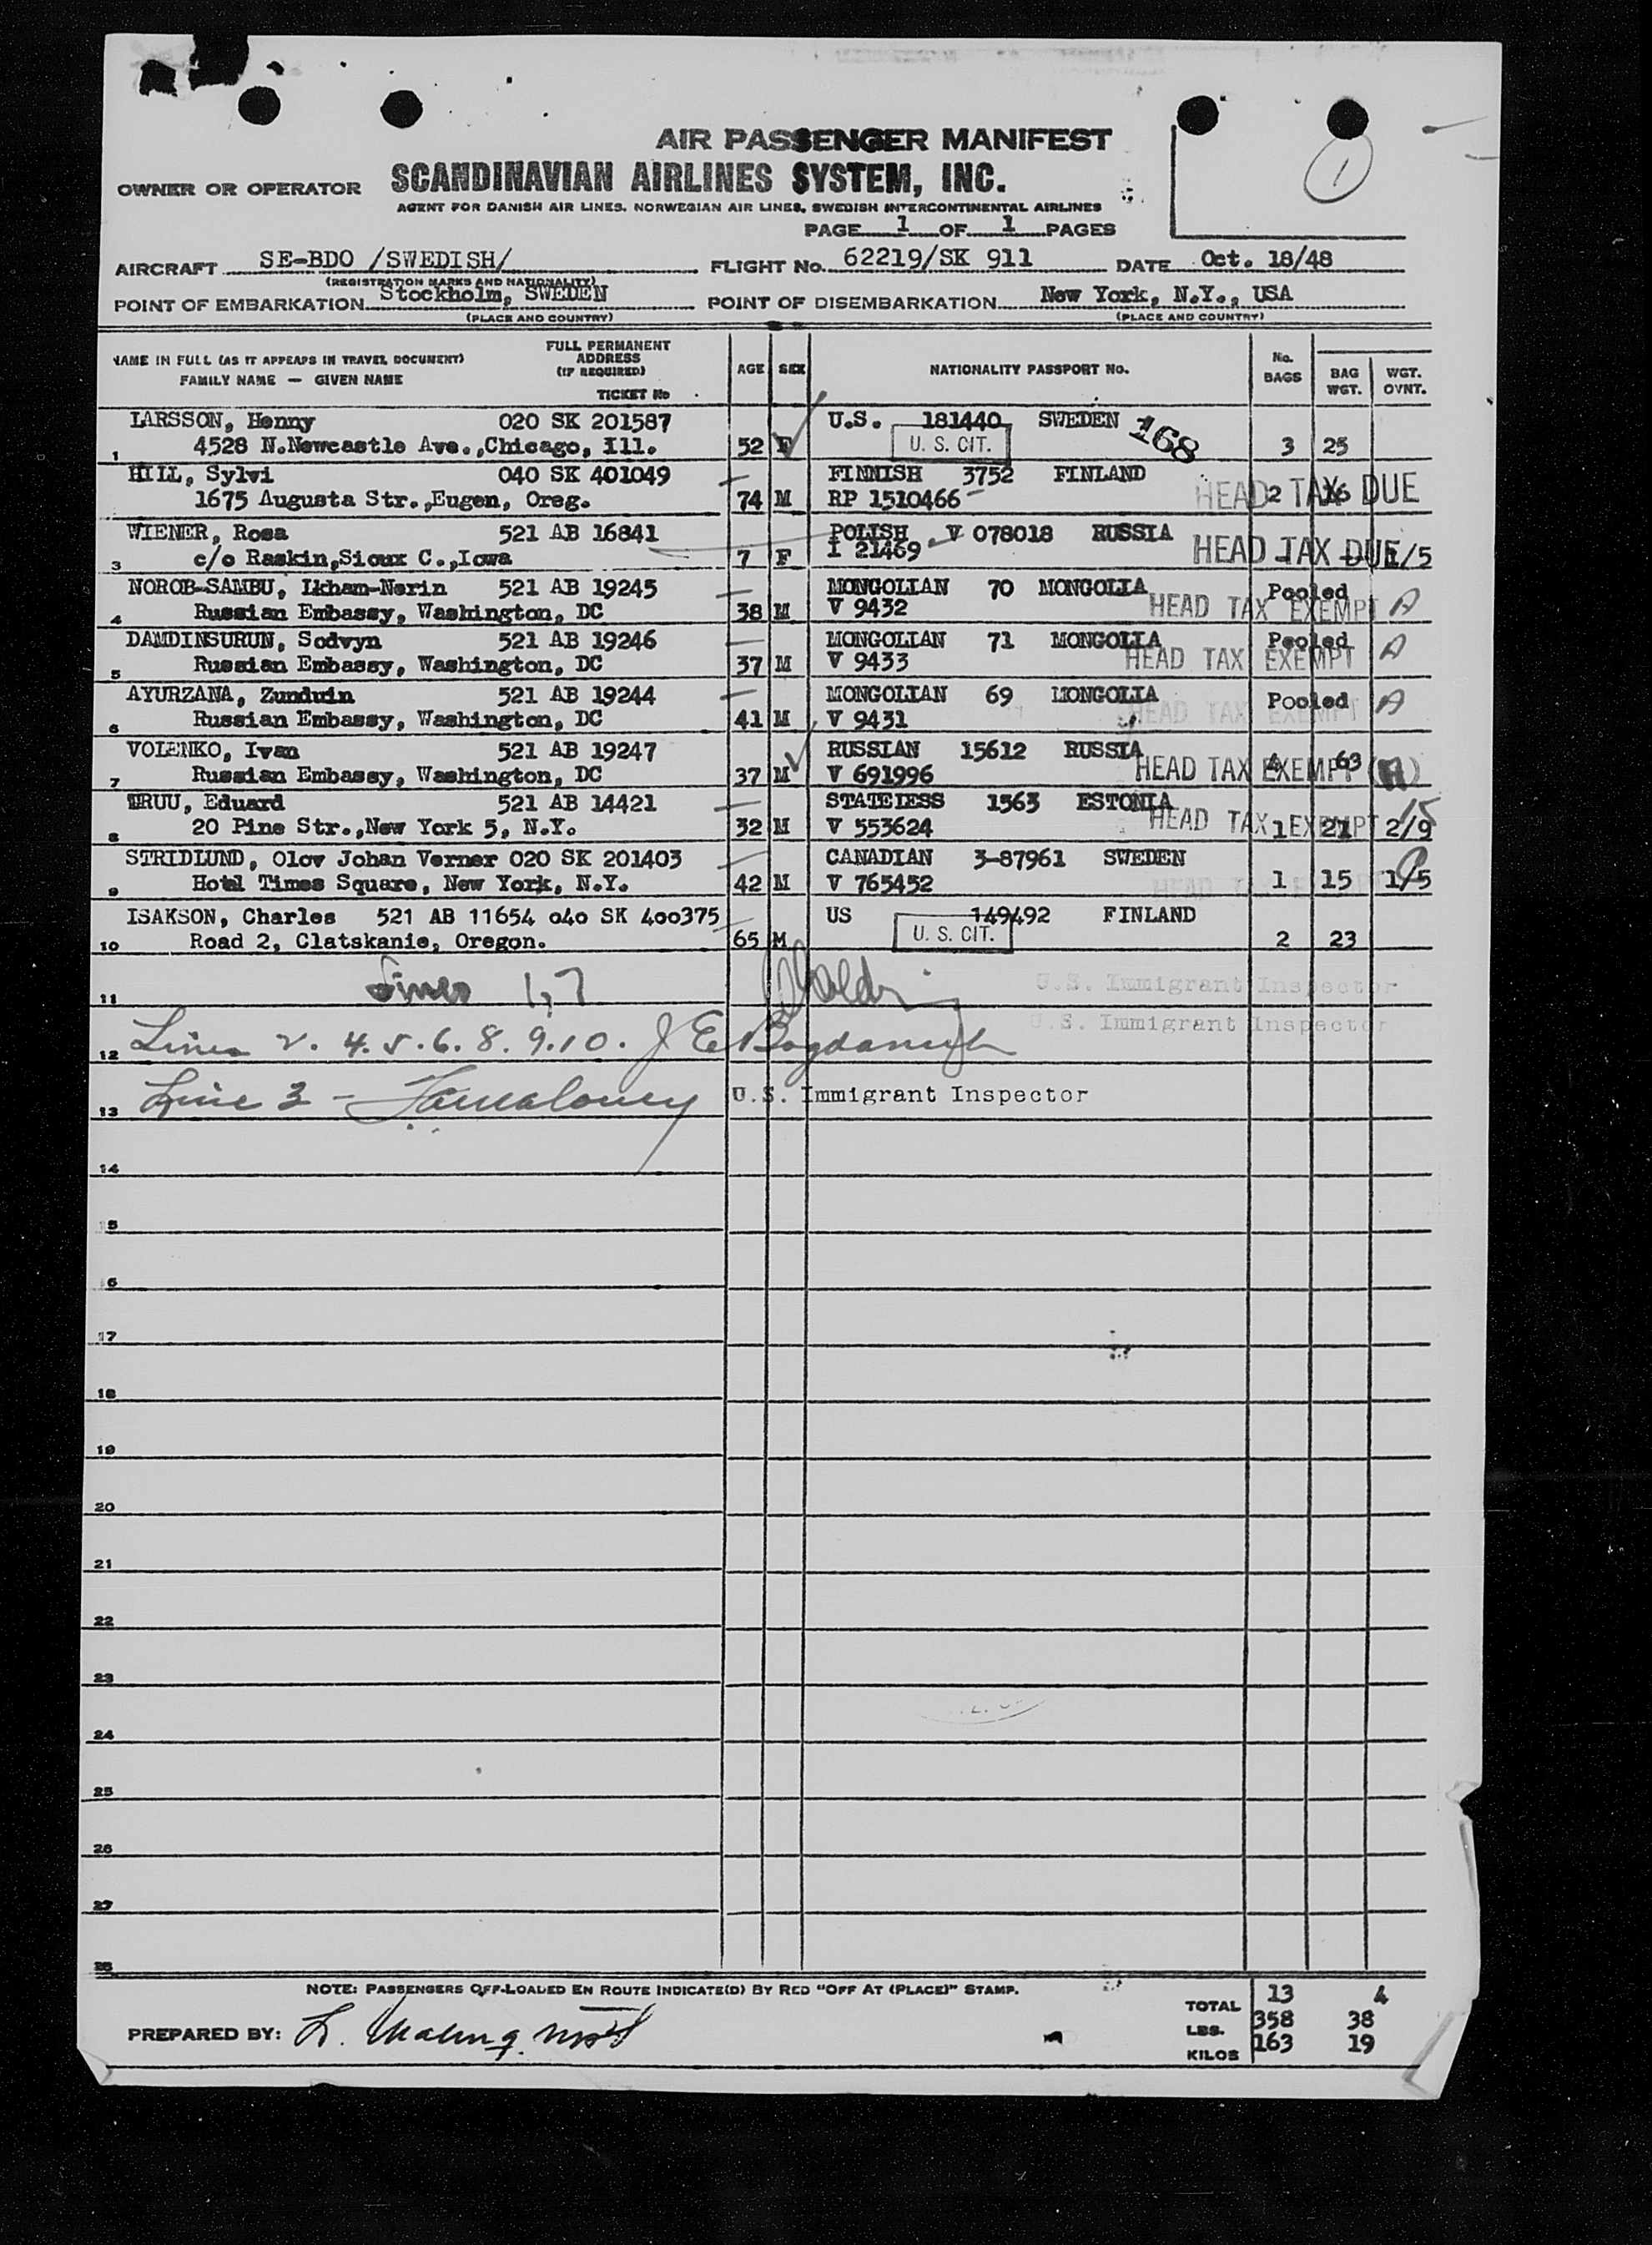 1
AIR PASSENGER MANIFEST
OWNER OR OPERATOR SCANDINAVIAN AIRLINES SYSTEM, INC.
AGENT FOR DANISH AIR LINES, NORWEGIAN AIR LINES, SWEDISH INTERCONTINENTAL AIRLINES
PAGE 1 OF 1 PAGES
AIRCRAFT SE-BDO /SWEDISH/ FLIGHT No. 62219/SK 911 DATE Oct. 18/48
(REGISTRATION MARKS AND NATIONALITY)
POINT OF EMBARKATION Stockholm, SWEDEN POINT OF DISEMBARKATION New York, N.Y., USA
(PLACE AND COUNTRY) (PLACE AND COUNTRY)
NAME IN FULL (AS IT APPEARS IN TRAVEL DOCUMENT) FAMILY NAME — GIVEN NAME
FULL PERMANENT ADDRESS (IF REQUIRED) TICKET No
AGE SEX NATIONALITY PASSPORT No. No. BAGS BAG WGT. WGT. OVNT.
LARSSON, Henny 020 SK 201587 U.S. 181440 SWEDEN 168
1 4528 N.Newcastle Ave.,Chicago, Ill. 52 F U. S. CIT. 3 25
HILL, Sylvi 040 SK 401049 FINNISH 3752 FINLAND
1675 Augusta Str.,Eugen, Oreg. 74 M RP 1510466 HEAD TAX DUE 2 16
WIENER, Rosa 521 AB 16841 POLISH V 078018 RUSSIA
3 c/o Raskin,Sioux C.,Iowa 7 F I 21469 HEAD TAX DUE - - 1/5
NOROB-SAMBU, Ikham-Nerin 521 AB 19245 MONGOLIAN 70 MONGOLIA Pooled
4 Russian Embassy, Washington, DC 38 M V 9432 HEAD TAX EXEMPT A
DAMDINSURUN, Sodvyn 521 AB 19246 MONGOLIAN 71 MONGOLIA Pooled
5 Russian Embassy, Washington, DC 37 M V 9433 HEAD TAX EXEMPT A
AYURZANA, Zunduin 521 AB 19244 MONGOLIAN 69 MONGOLIA Pooled
6 Russian Embassy, Washington, DC 41 M V 9431 HEAD TAX EXEMPT A
VOLENKO, Ivan 521 AB 19247 RUSSIAN 15612 RUSSIA
7 Russian Embassy, Washington, DC 37 M V 691996 HEAD TAX EXEMPT 4 63
URUU, Eduard 521 AB 14421 STATELESS 1563 ESTONIA 15
8 20 Pine Str.,New York 5, N.Y. 32 M V 553624 HEAD TAX EXEMPT 1 21 2/9
STRIDLUND, Olov Johan Verner 020 SK 201403 CANADIAN 3-87961 SWEDEN
9 Hotel Times Square, New York, N.Y. 42 M V 765452 HEAD TAX EXEMPT 1 15 1/5
ISAKSON, Charles 521 AB 11654 040 SK 400375 US 149492 FINLAND
10 Road 2, Clatskanie, Oregon. 65 M U. S. CIT. 2 23
Lines 1,7 U.S. Immigrant Inspector
11
U.S. Immigrant Inspector
12 Lines 2. 4. 5. 6. 8. 9. 10.
13 Line 3 - U.S. Immigrant Inspector
14
15
16
17
18
19
20
21
22
23
24
25
26
27
28
NOTE: PASSENGERS OFF-LOADED EN ROUTE INDICATE(D) BY RED "OFF AT (PLACE)" STAMP.
TOTAL 13 4
PREPARED BY: LBS. 358 38
KILOS 163 19